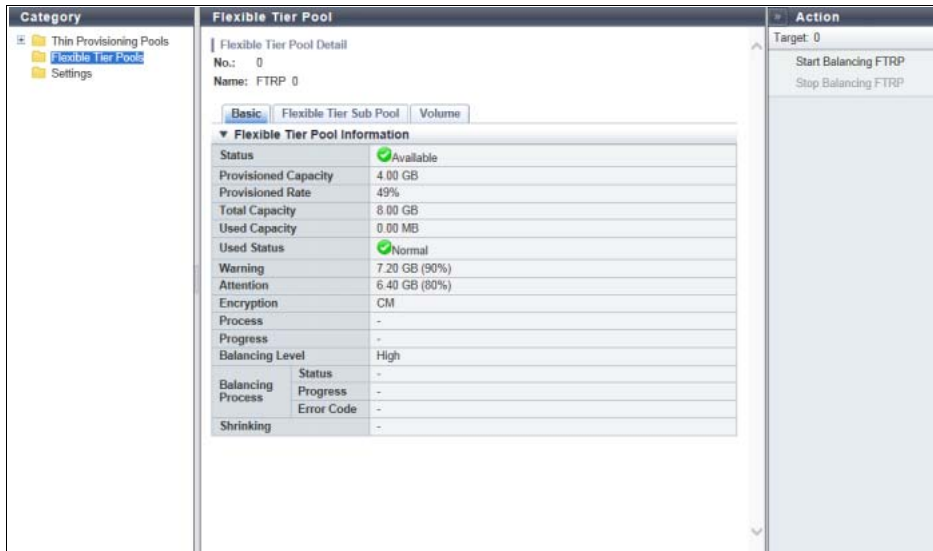 Category
Thin Provisioning Pools
Flexible Tier Pools
Settings
Flexible Tier Pool
Flexible Tier Pool Detail
No.: 0
Name: FTRP 0
Basic Flexible Tier Sub Pool Volume
Flexible Tier Pool Information
Status Available
Provisioned Capacity 4.00 GB
Provisioned Rate 49%
Total Capacity 8.00 GB
Used Capacity 0.00 MB
Used Status Normal
Warning 7.20 GB (90%)
Attention 6.40 GB (80%)
Encryption CM
Process -
Progress -
Balancing Level High
Balancing Process
Status -
Progress -
Error Code -
Shrinking -
Action
Target: 0
Start Balancing FTRP
Stop Balancing FTRP